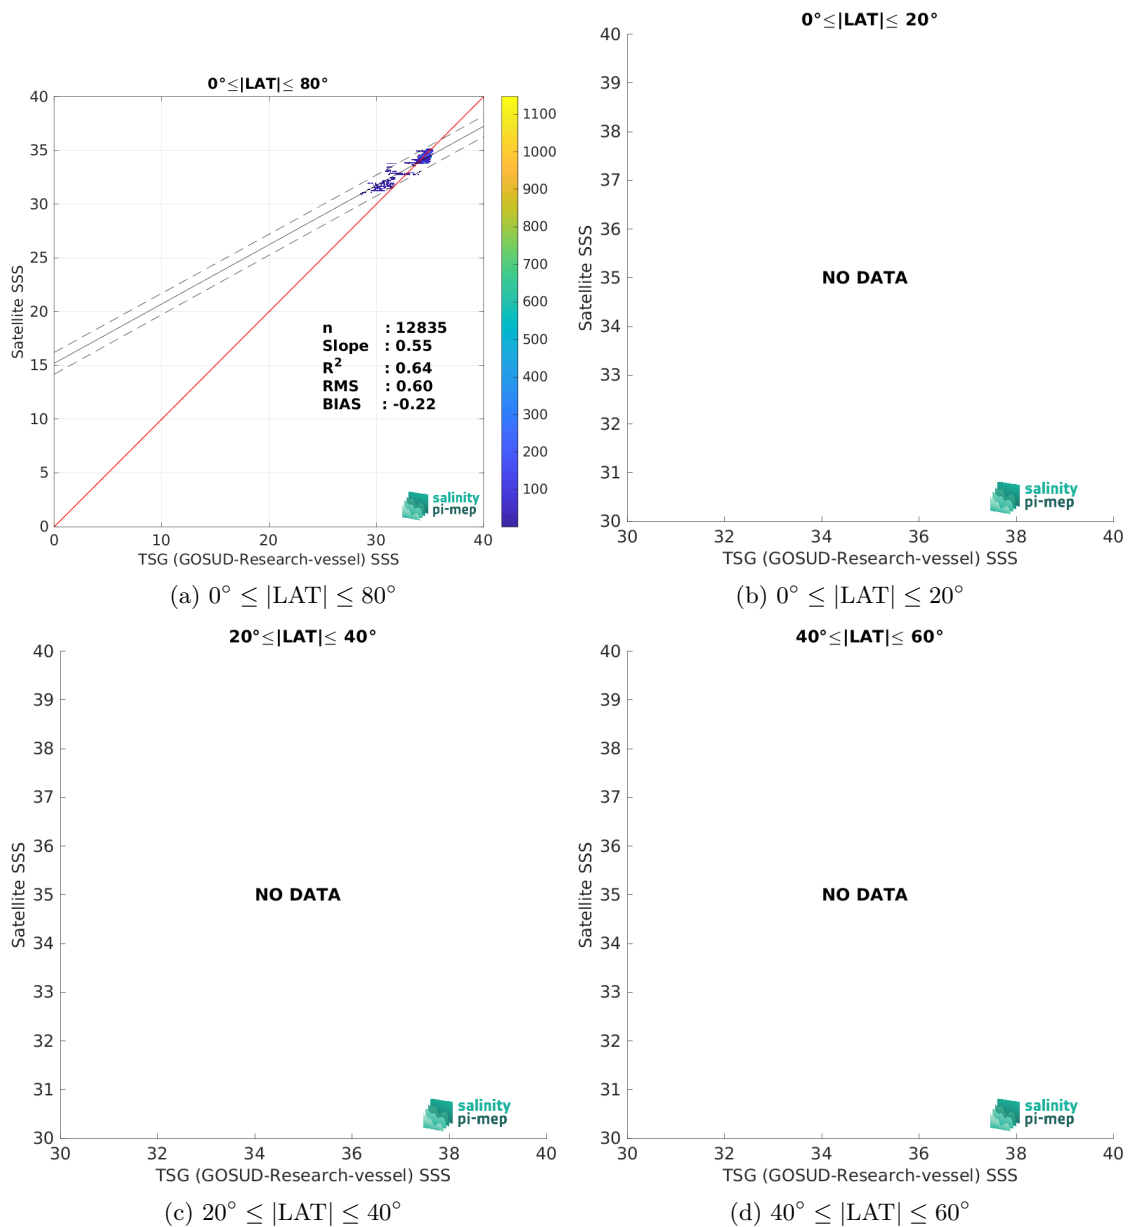 0°≤|LAT|≤ 80°
40
35
30
25
20
15
10
5
0
Satellite SSS
0 10 20 30 40
TSG (GOSUD-Research-vessel) SSS
n : 12835
Slope : 0.55
R² : 0.64
RMS : 0.60
BIAS : -0.22
salinity
pi-mep
1100
1000
900
800
700
600
500
400
300
200
100
(a) 0° ≤ |LAT| ≤ 80°
0°≤|LAT|≤ 20°
40
39
38
37
36
35
34
33
32
31
30
Satellite SSS
NO DATA
salinity
pi-mep
30 32 34 36 38 40
TSG (GOSUD-Research-vessel) SSS
(b) 0° ≤ |LAT| ≤ 20°
20°≤|LAT|≤ 40°
40
39
38
37
36
35
34
33
32
31
30
Satellite SSS
NO DATA
salinity
pi-mep
30 32 34 36 38 40
TSG (GOSUD-Research-vessel) SSS
(c) 20° ≤ |LAT| ≤ 40°
40°≤|LAT|≤ 60°
40
39
38
37
36
35
34
33
32
31
30
Satellite SSS
NO DATA
salinity
pi-mep
30 32 34 36 38 40
TSG (GOSUD-Research-vessel) SSS
(d) 40° ≤ |LAT| ≤ 60°